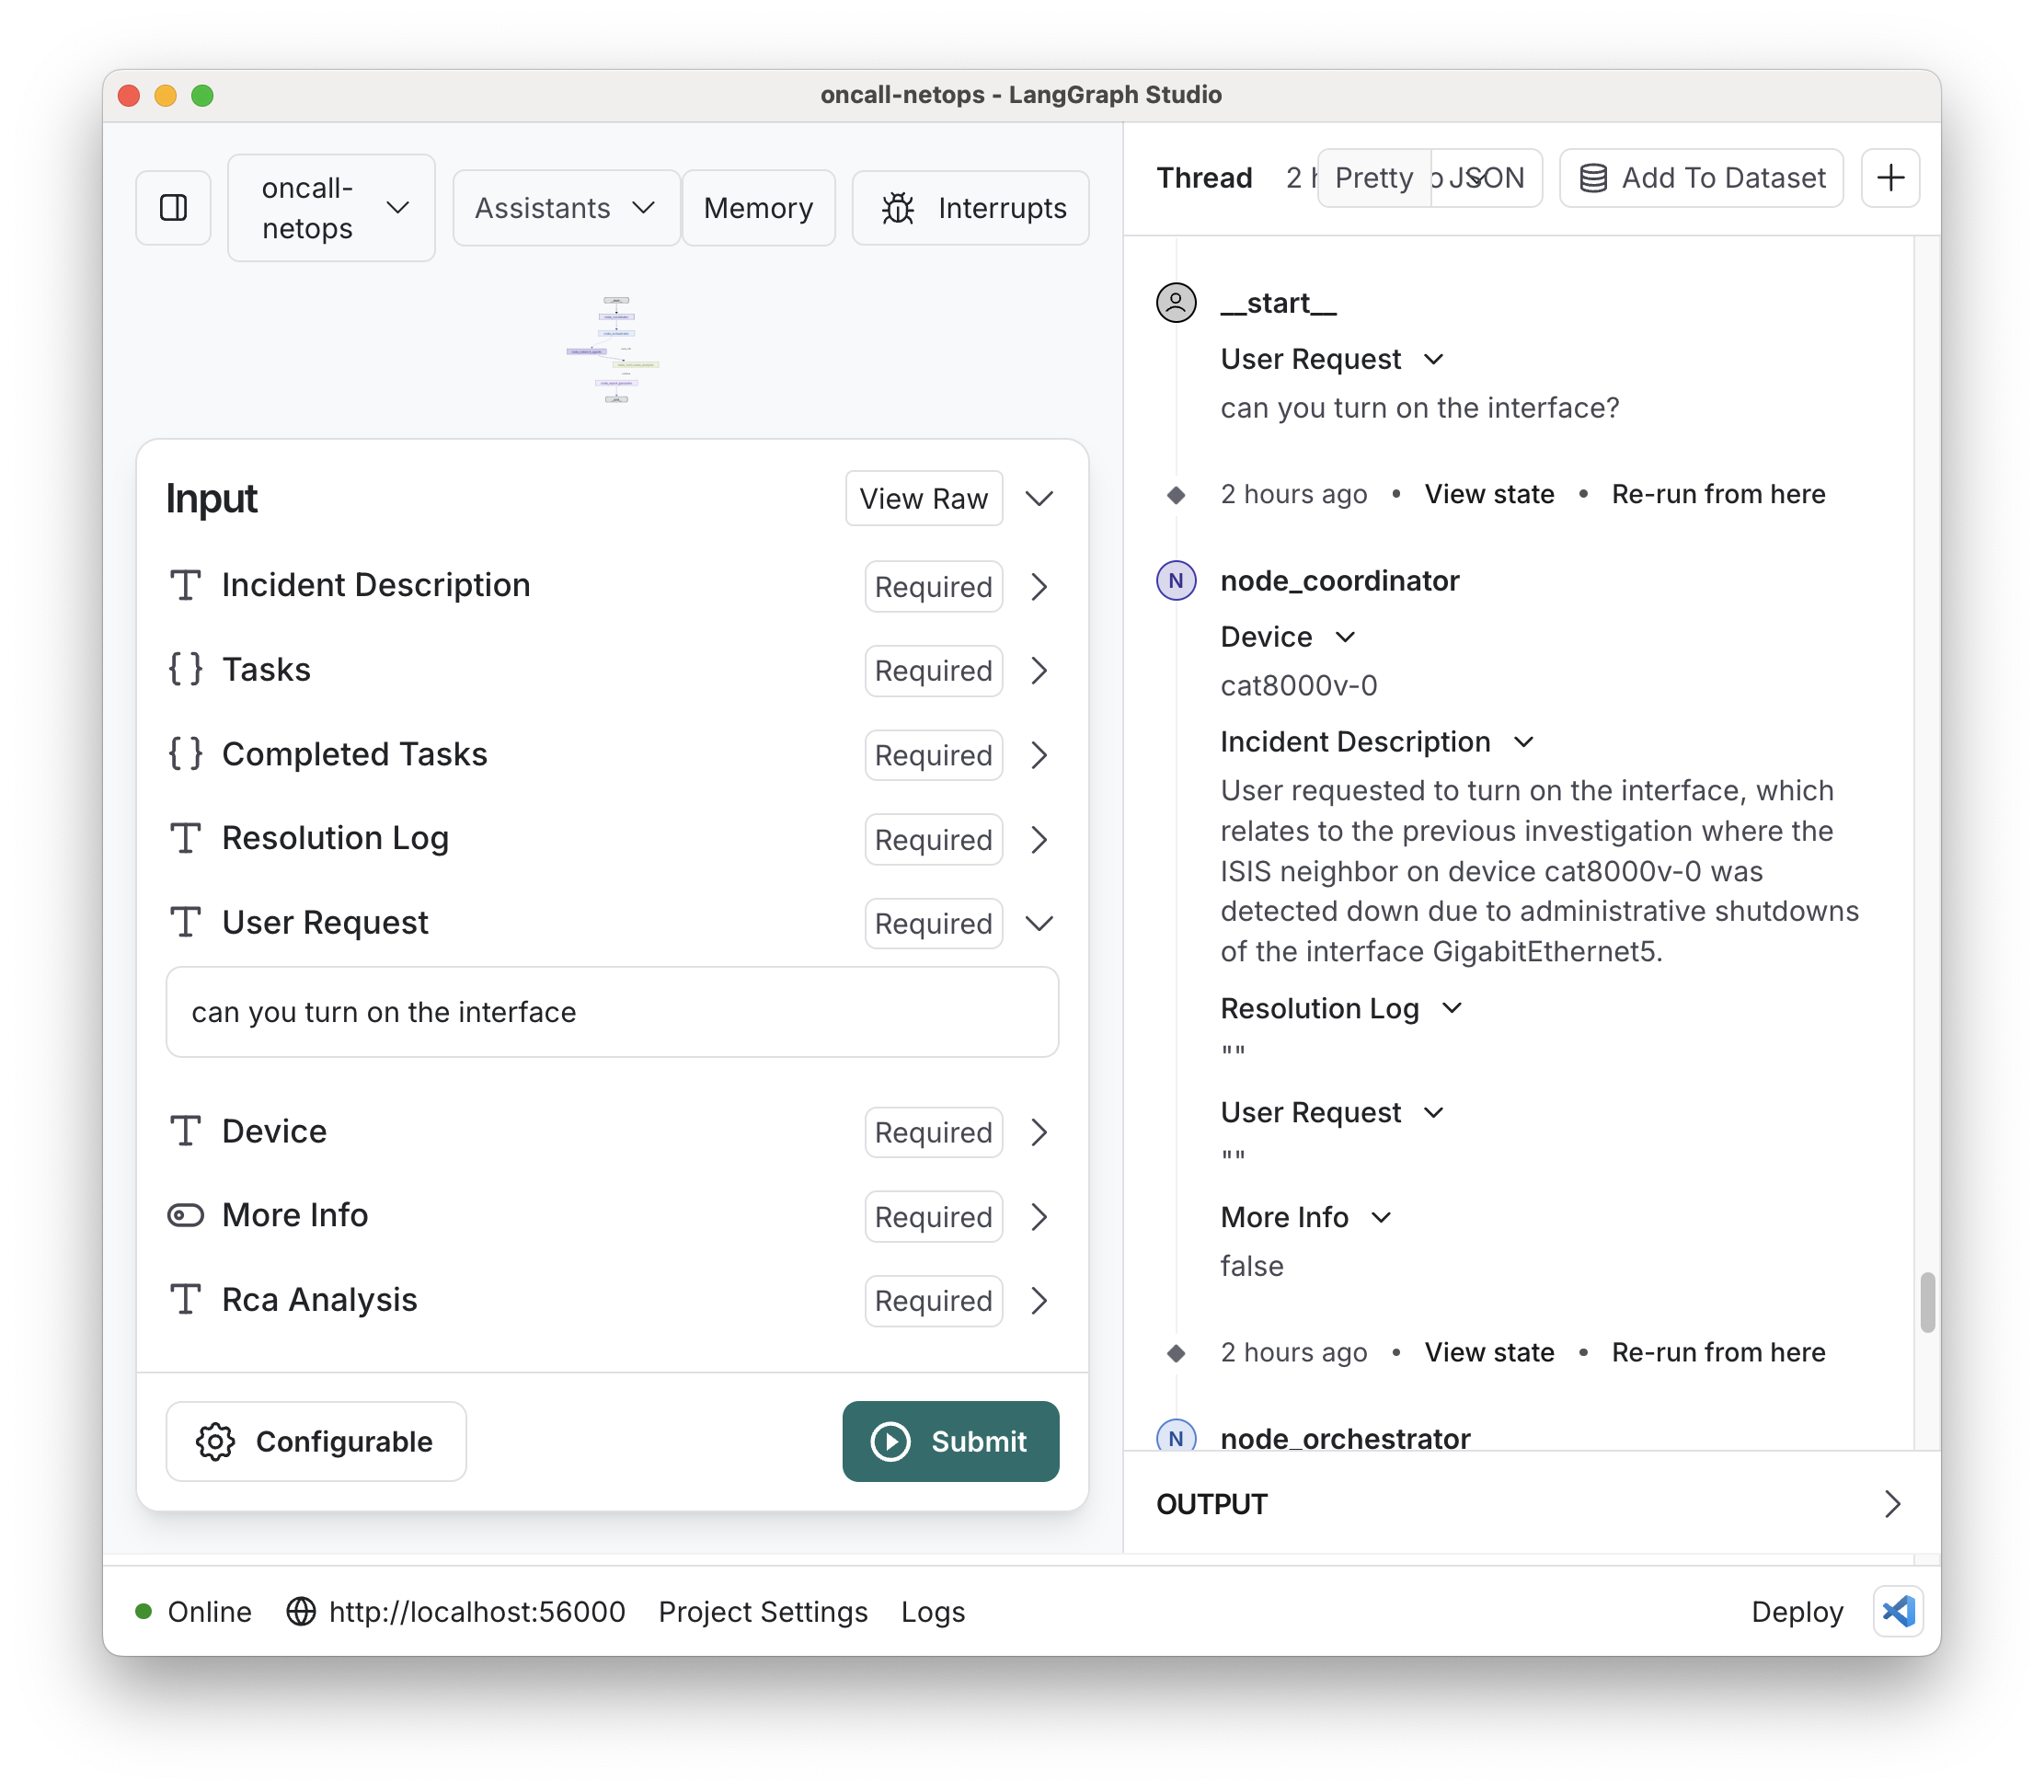 oncall-netops - LangGraph Studio
oncall-
netops
Assistants
Memory
Interrupts
Input
View Raw
Incident Description
Required
Tasks
Required
Completed Tasks
Required
Resolution Log
Required
User Request
Required
can you turn on the interface
Device
Required
More Info
Required
Rca Analysis
Required
Configurable
Submit
Thread
2 h
Pretty
JSON
Add To Dataset
__start__
User Request
can you turn on the interface?
2 hours ago • View state • Re-run from here
N
node_coordinator
Device
cat8000v-0
Incident Description
User requested to turn on the interface, which
relates to the previous investigation where the
ISIS neighbor on device cat8000v-0 was
detected down due to administrative shutdowns
of the interface GigabitEthernet5.
Resolution Log
""
User Request
""
More Info
false
2 hours ago • View state • Re-run from here
N
node_orchestrator
OUTPUT
Online
http://localhost:56000
Project Settings
Logs
Deploy